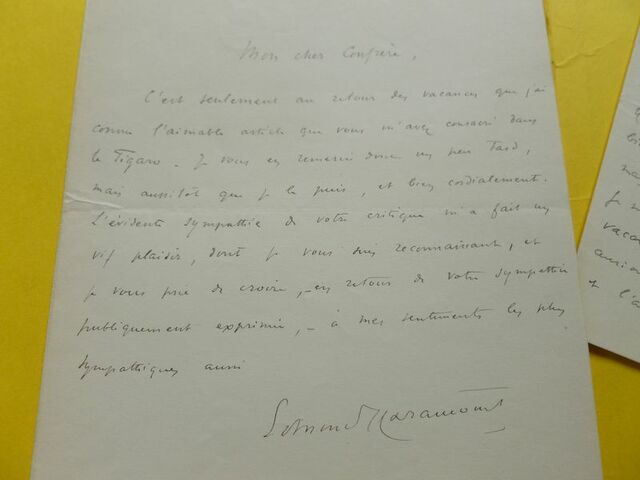 Mon cher Confrère,
C'est seulement au retour des vacances que j'ai
connu l'aimable article que vous m'avez consacré dans
le Figaro. Je vous en remercie donc un peu tard,
mais aussitôt que je le puis, et bien cordialement.
L'évidente sympathie de votre critique m'a fait un
vif plaisir, dont je vous suis reconnaissant, et
je vous prie de croire, – en retour de votre sympathie
publiquement exprimée, – à mes sentiments les plus
sympathiques aussi
Edmond Haraucourt